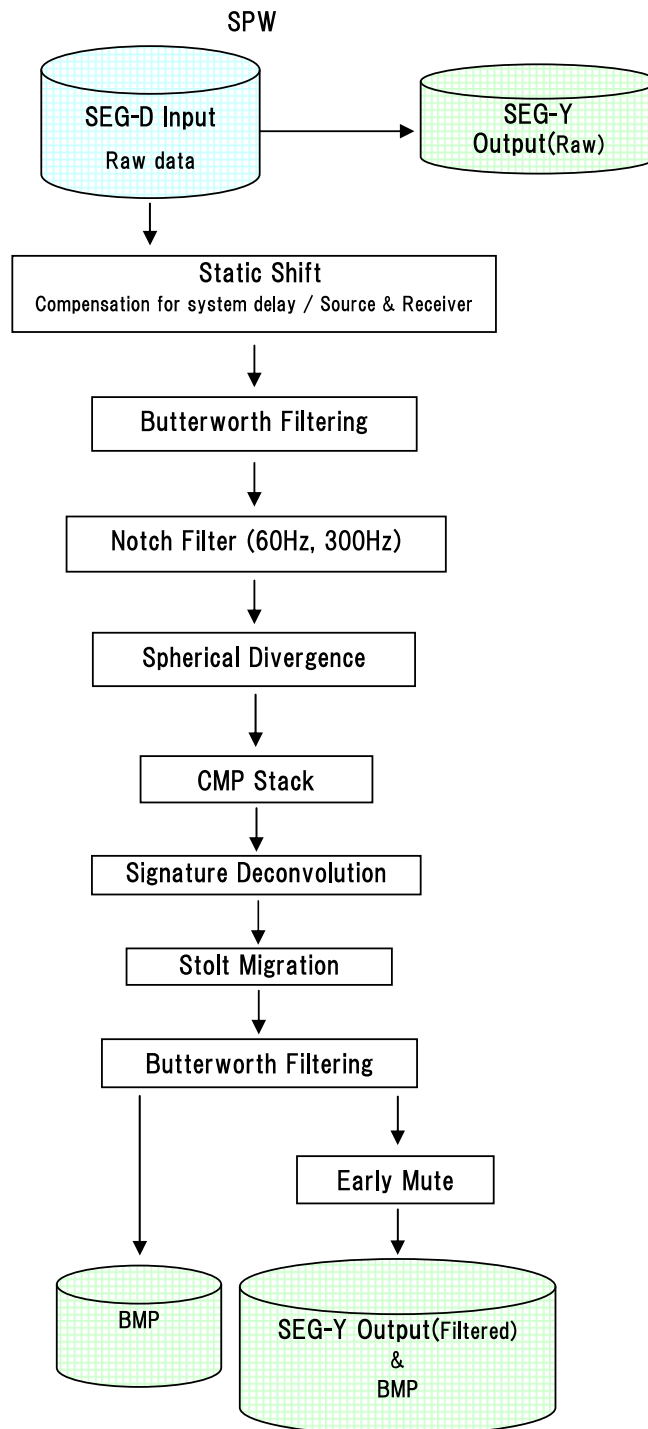 SPW
SEG-D Input
Raw data
SEG-Y
Output(Raw)
Static Shift
Compensation for system delay / Source & Receiver
Butterworth Filtering
Notch Filter (60Hz, 300Hz)
Spherical Divergence
CMP Stack
Signature Deconvolution
Stolt Migration
Butterworth Filtering
Early Mute
BMP
SEG-Y Output(Filtered)
&
BMP